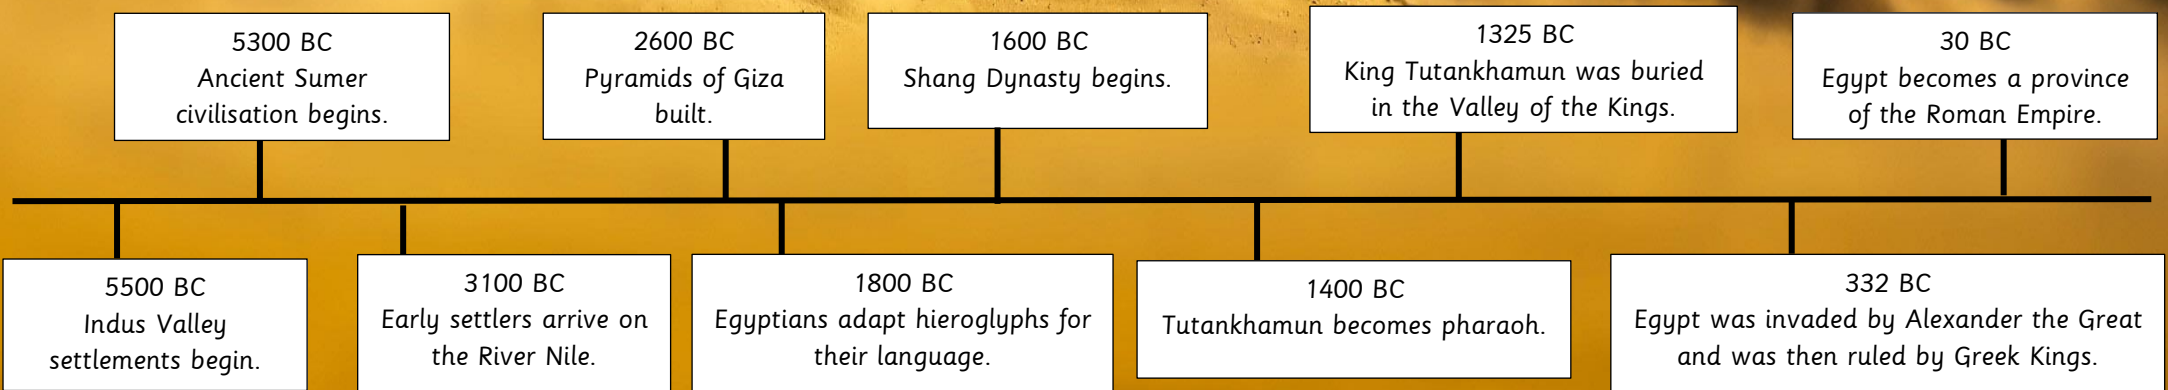 5300 BC
Ancient Sumer
civilisation begins.
2600 BC
Pyramids of Giza
built.
1600 BC
Shang Dynasty begins.
1325 BC
King Tutankhamun was buried
in the Valley of the Kings.
30 BC
Egypt becomes a province
of the Roman Empire.
5500 BC
Indus Valley
settlements begin.
3100 BC
Early settlers arrive on
the River Nile.
1800 BC
Egyptians adapt hieroglyphs for
their language.
1400 BC
Tutankhamun becomes pharaoh.
332 BC
Egypt was invaded by Alexander the Great
and was then ruled by Greek Kings.